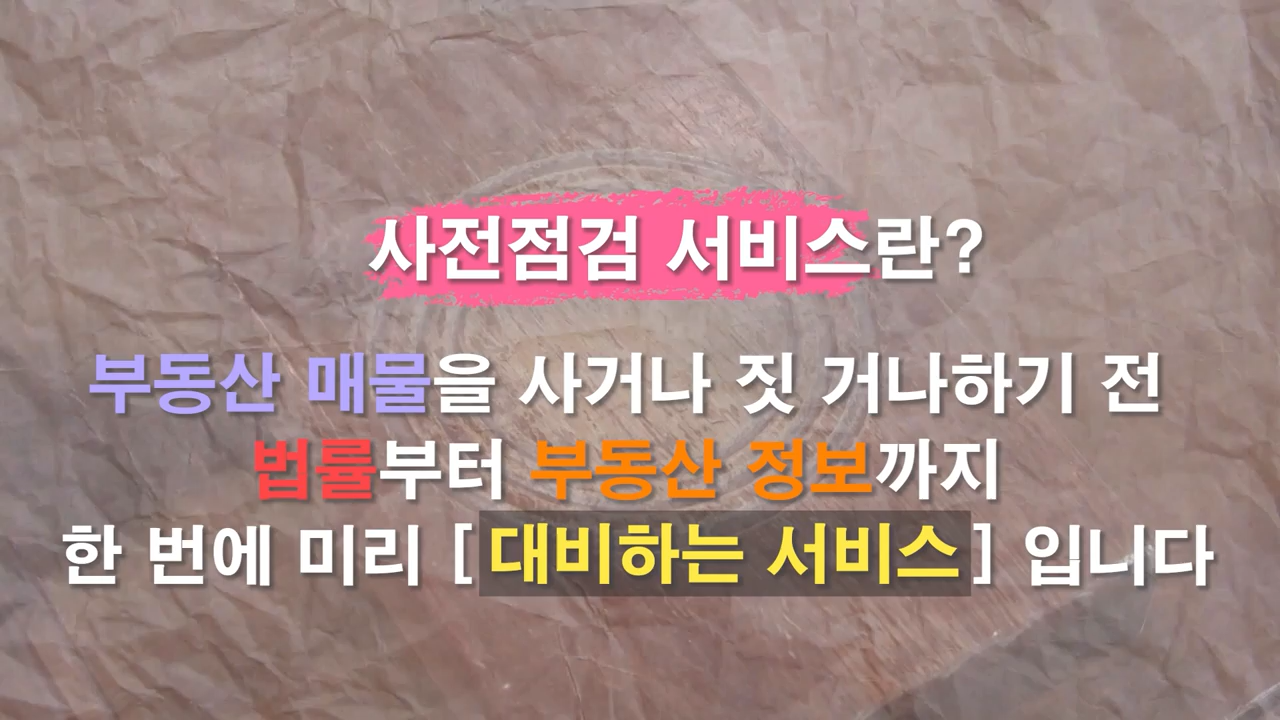 사전점검 서비스란?
부동산 매물을 사거나 짓 거나하기 전
법률부터 부동산 정보까지
한 번에 미리 [대비하는 서비스] 입니다